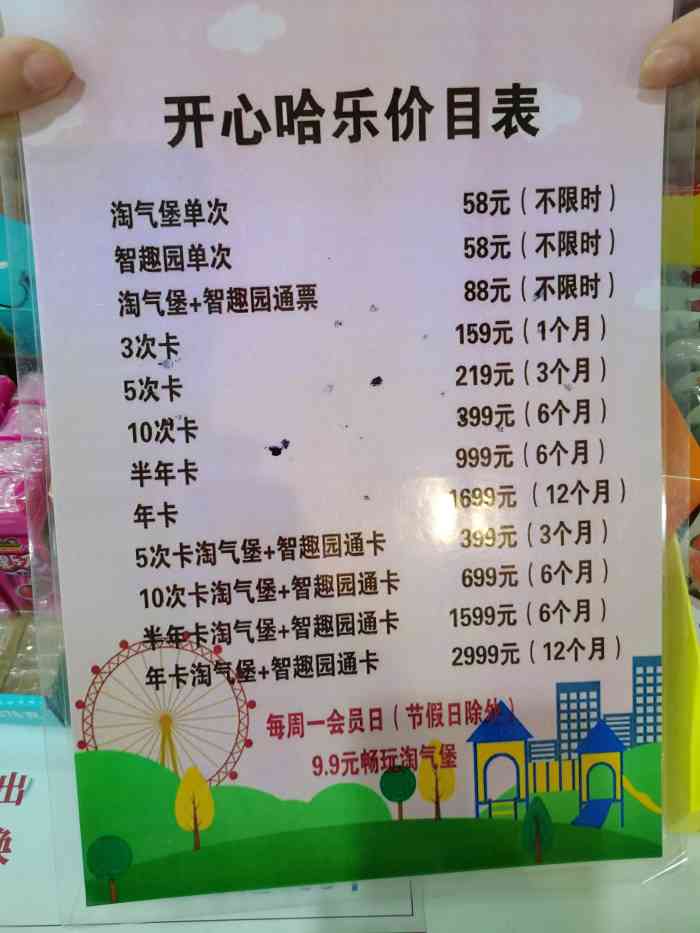 开心哈乐价目表
淘气堡单次 58元（不限时）
智趣园单次 58元（不限时）
淘气堡+智趣园通票 88元（不限时）
3次卡 159元（1个月）
5次卡 219元（3个月）
10次卡 399元（6个月）
半年卡 999元（6个月）
年卡 1699元（12个月）
5次卡淘气堡+智趣园通卡 399元（3个月）
10次卡淘气堡+智趣园通卡 699元（6个月）
半年卡淘气堡+智趣园通卡 1599元（6个月）
年卡淘气堡+智趣园通卡 2999元（12个月）
每周一会员日（节假日除外）
9.9元畅玩淘气堡
出
换